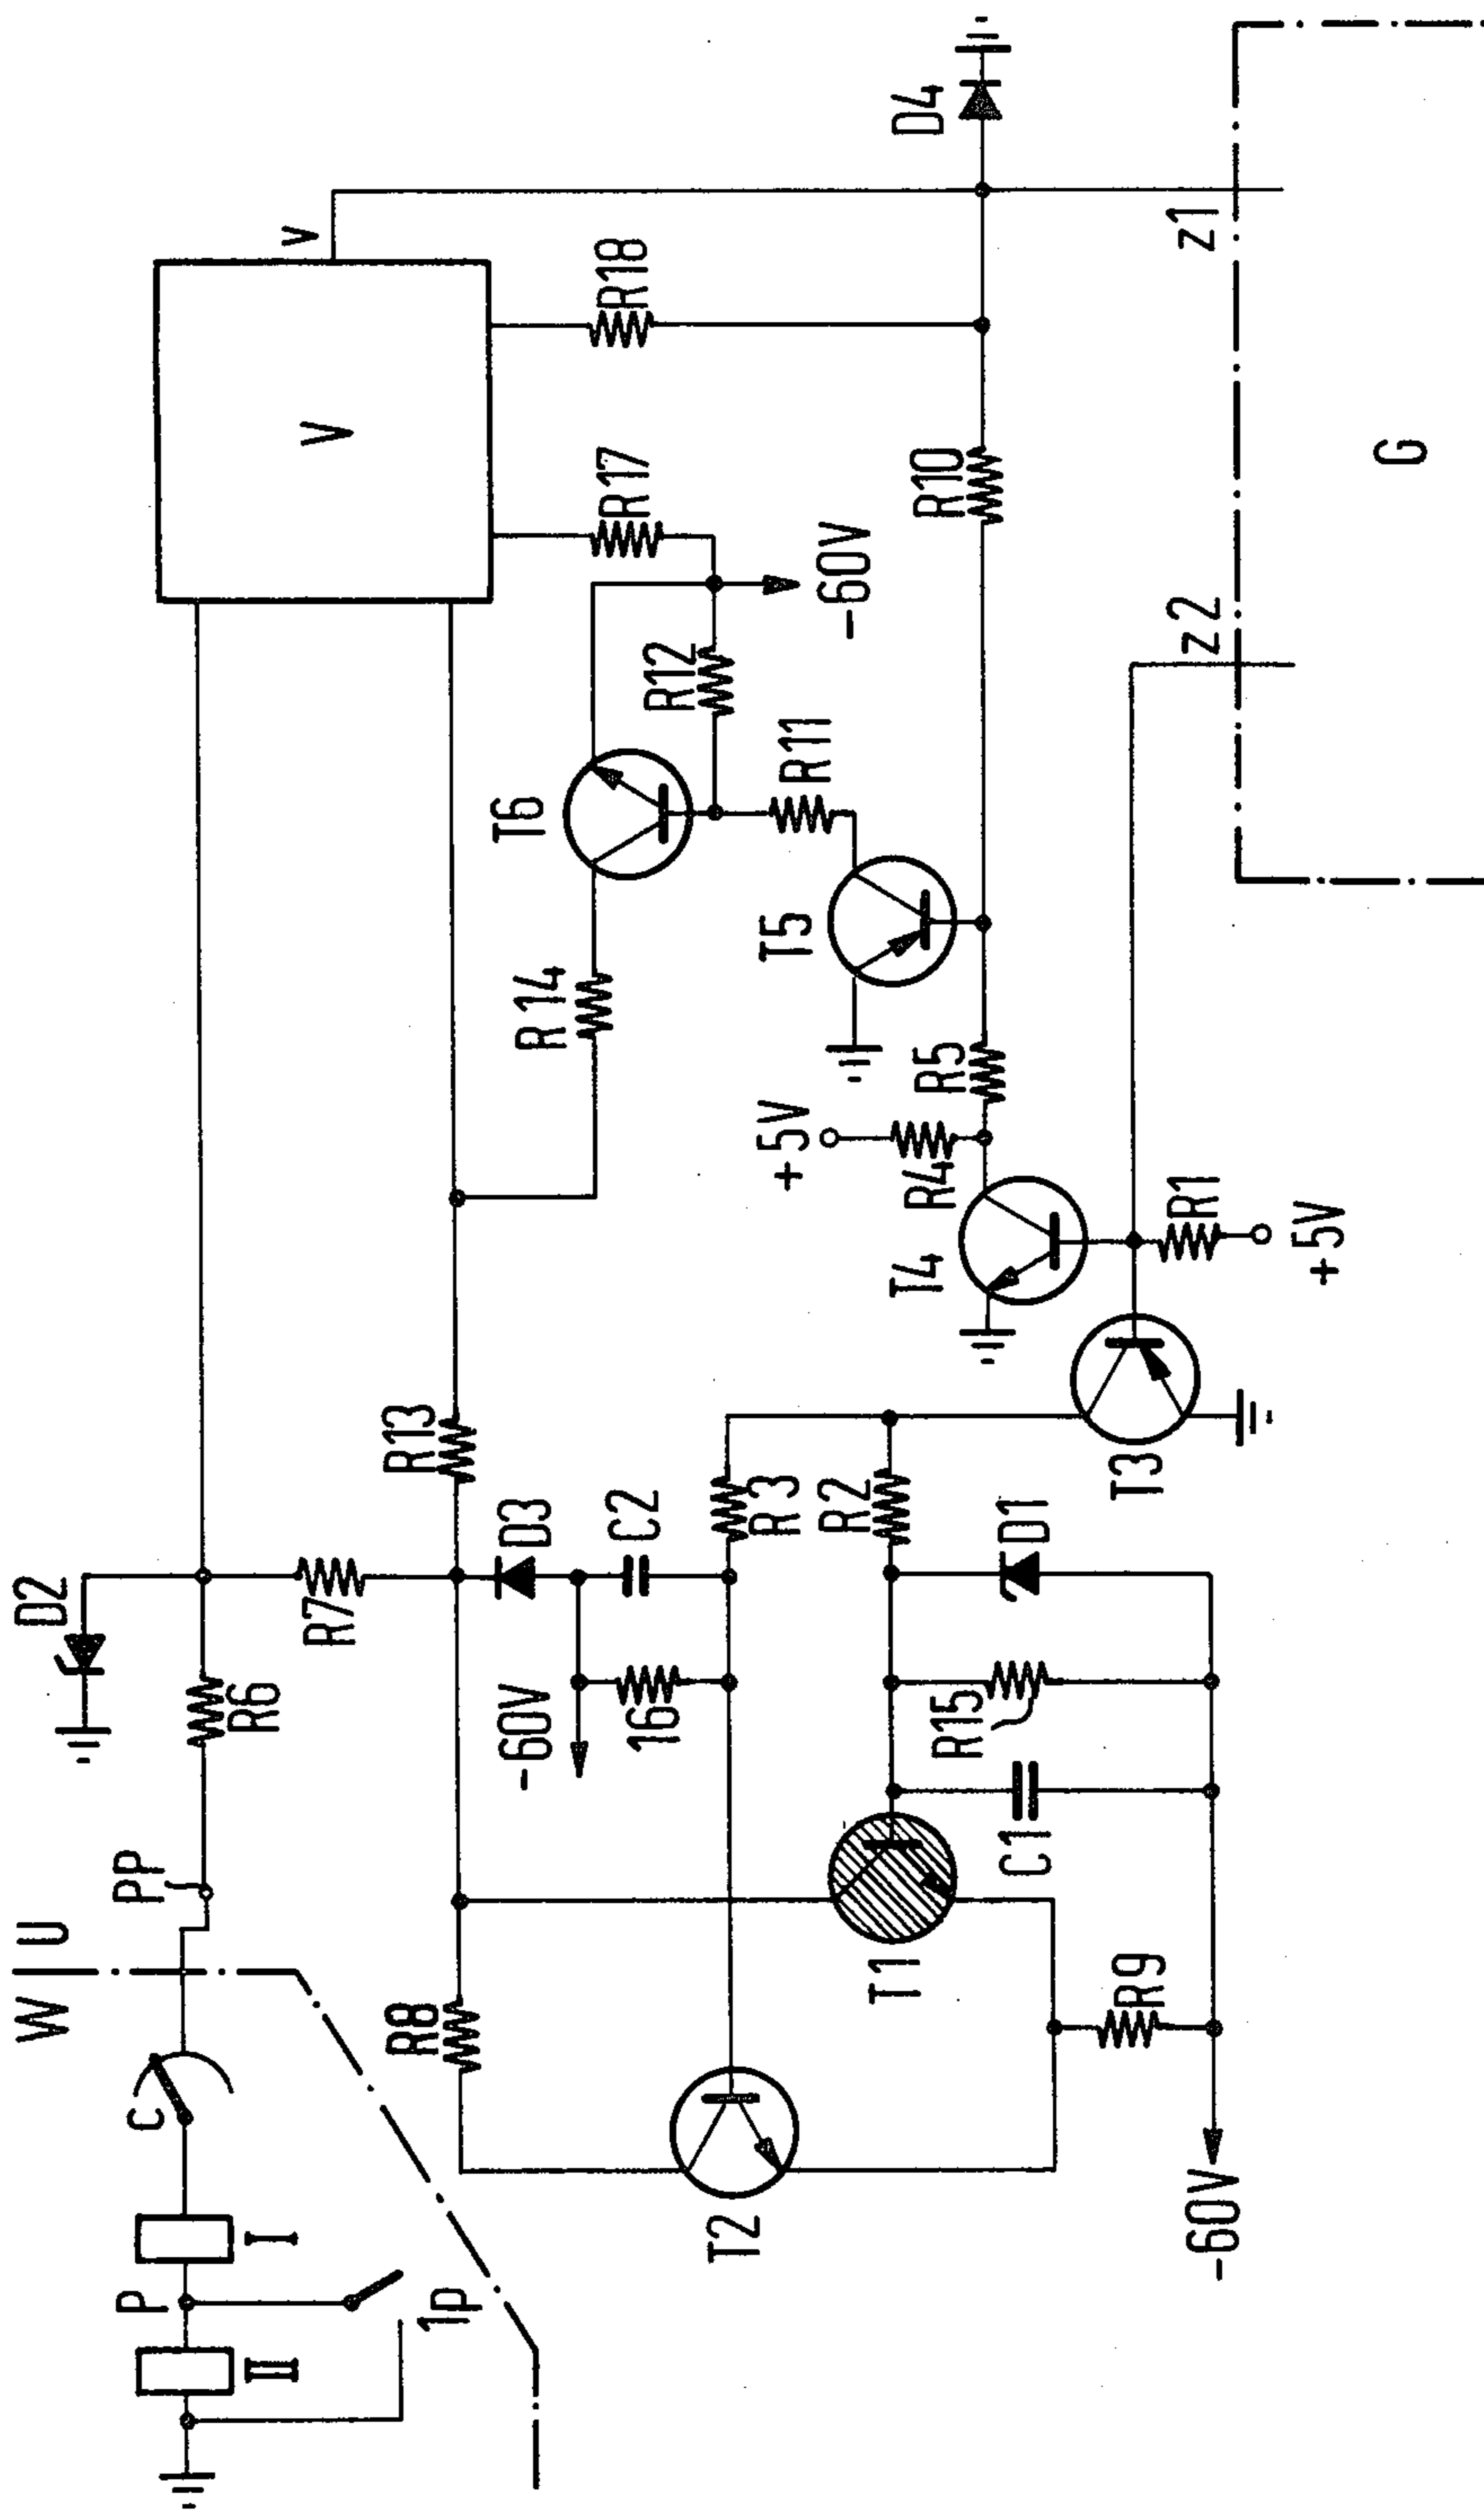 W
U
P
II
I
1P
C
PP
R6
D2
R7
V
v
R8
R13
D3
C2
-60V
16
R3
R2
T2
T1
R15
D1
C1
R9
-60V
T3
R14
T6
R12
R17
R18
-60V
R11
T5
+5V
R4
R5
R10
D4
T4
R1
+5V
z2
z1
G